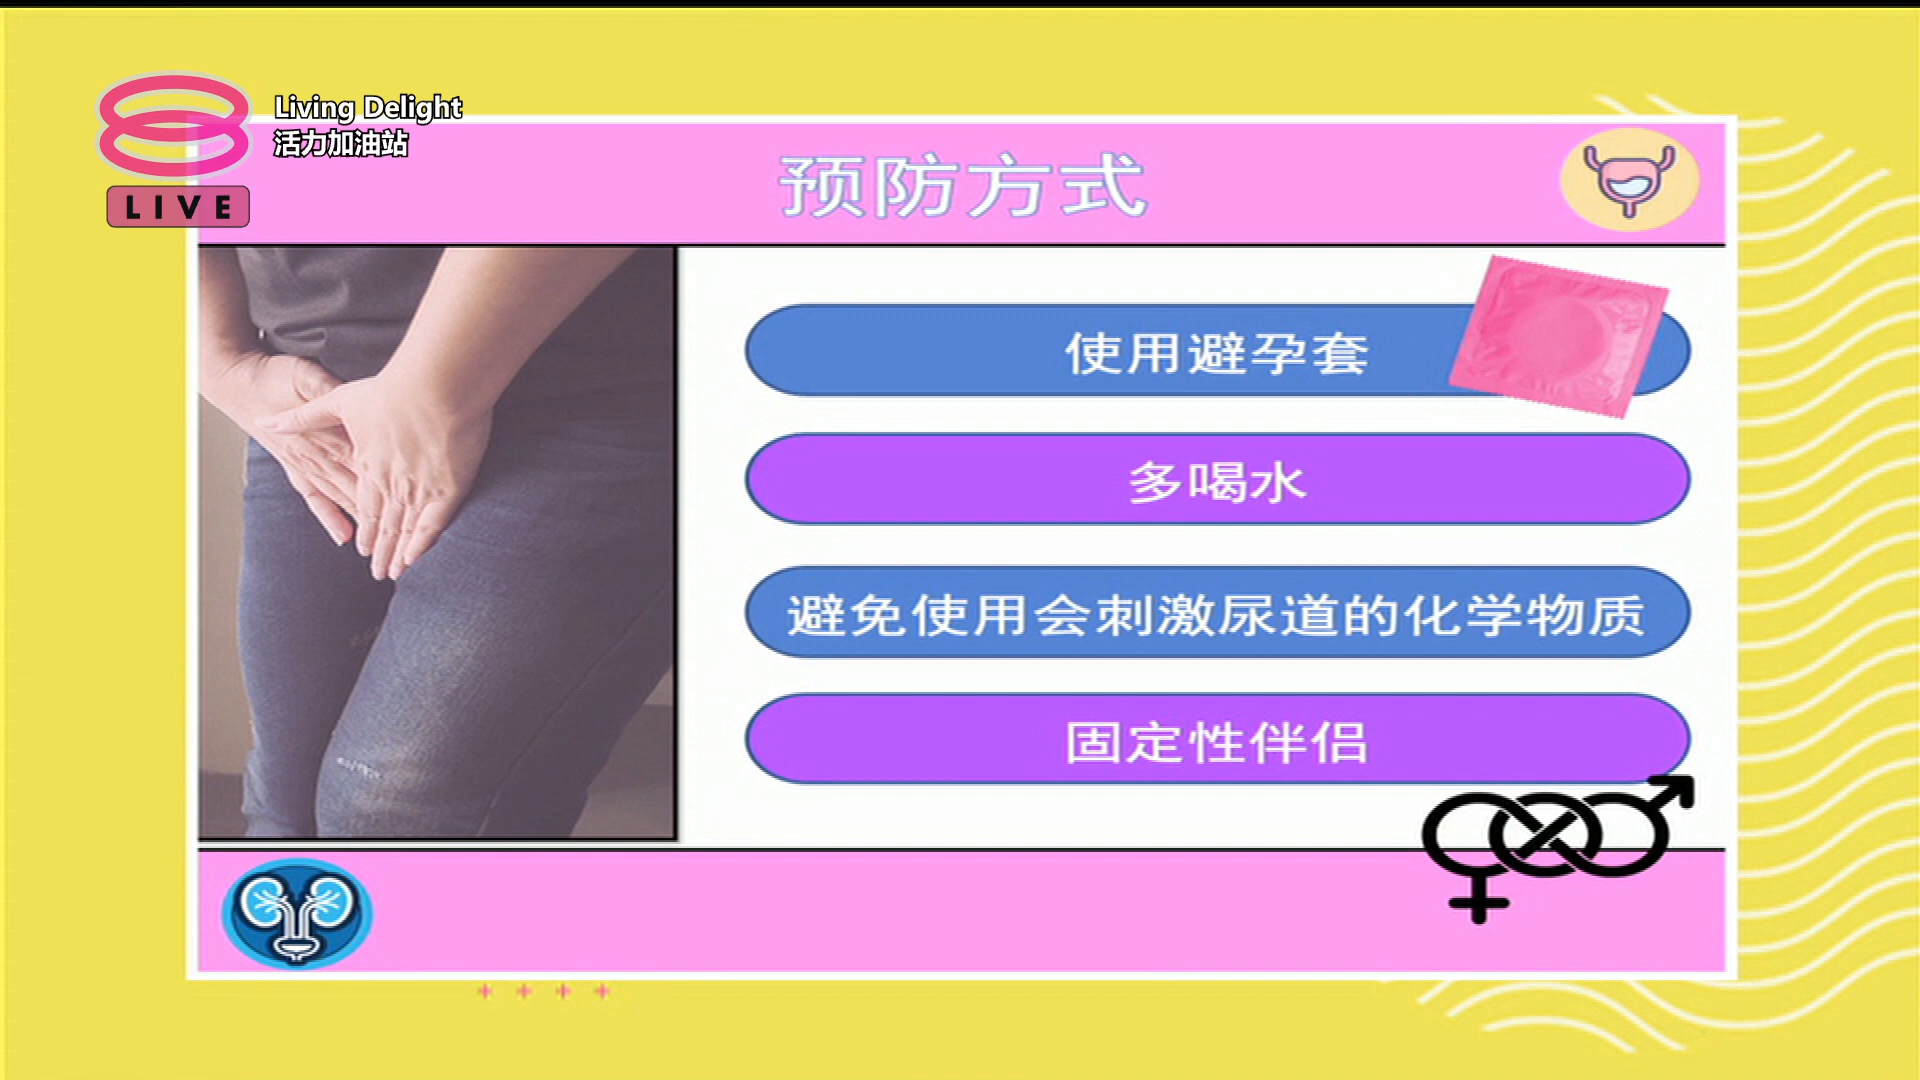 Living Delight
活力加油站
LIVE
预防方式
使用避孕套
多喝水
避免使用会刺激尿道的化学物质
固定性伴侣